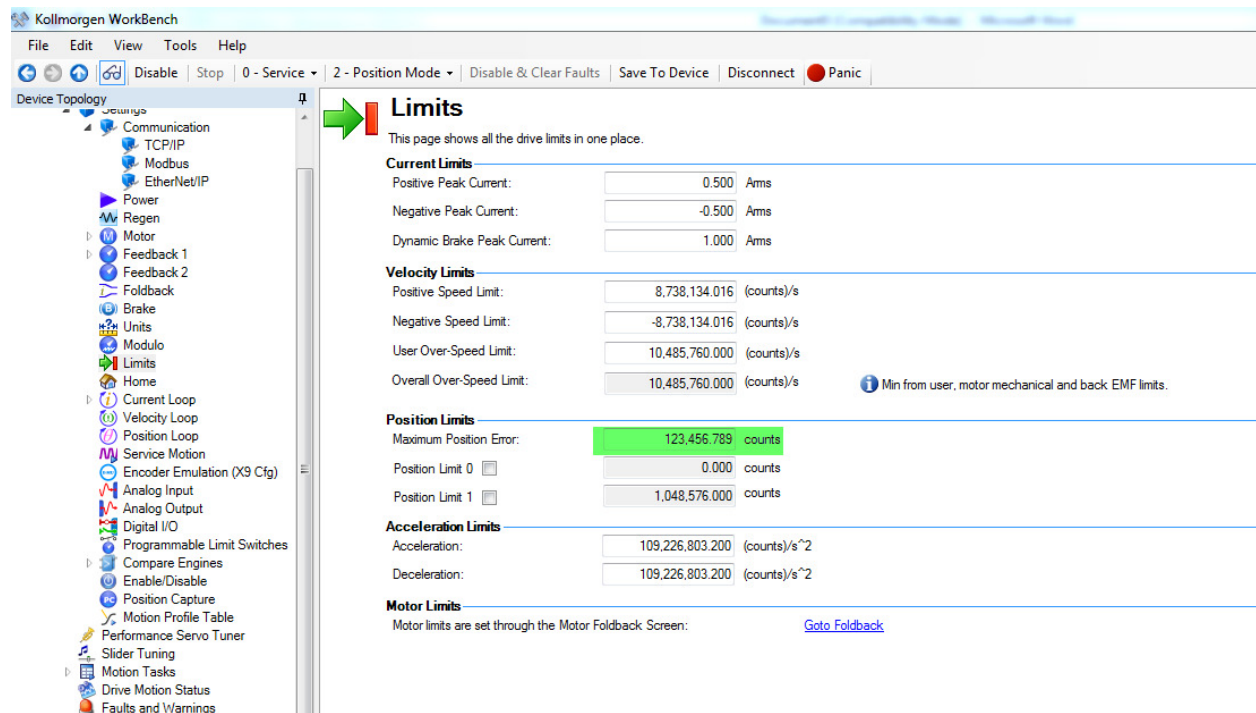 Kollmorgen WorkBench
File Edit View Tools Help
Disable Stop 0 - Service 2 - Position Mode Disable & Clear Faults Save To Device Disconnect Panic
Device Topology
Settings
Communication
TCP/IP
Modbus
EtherNet/IP
Power
Regen
Motor
Feedback 1
Feedback 2
Foldback
Brake
Units
Modulo
Limits
Home
Current Loop
Velocity Loop
Position Loop
Service Motion
Encoder Emulation (X9 Cfg)
Analog Input
Analog Output
Digital I/O
Programmable Limit Switches
Compare Engines
Enable/Disable
Position Capture
Motion Profile Table
Performance Servo Tuner
Slider Tuning
Motion Tasks
Drive Motion Status
Faults and Warnings
Limits
This page shows all the drive limits in one place.
Current Limits
Positive Peak Current: 0.500 Arms
Negative Peak Current: -0.500 Arms
Dynamic Brake Peak Current: 1.000 Arms
Velocity Limits
Positive Speed Limit: 8,738,134.016 (counts)/s
Negative Speed Limit: -8,738,134.016 (counts)/s
User Over-Speed Limit: 10,485,760.000 (counts)/s
Overall Over-Speed Limit: 10,485,760.000 (counts)/s Min from user, motor mechanical and back EMF limits.
Position Limits
Maximum Position Error: 123,456.789 counts
Position Limit 0 0.000 counts
Position Limit 1 1,048,576.000 counts
Acceleration Limits
Acceleration: 109,226,803.200 (counts)/s^2
Deceleration: 109,226,803.200 (counts)/s^2
Motor Limits
Motor limits are set through the Motor Foldback Screen: Goto Foldback